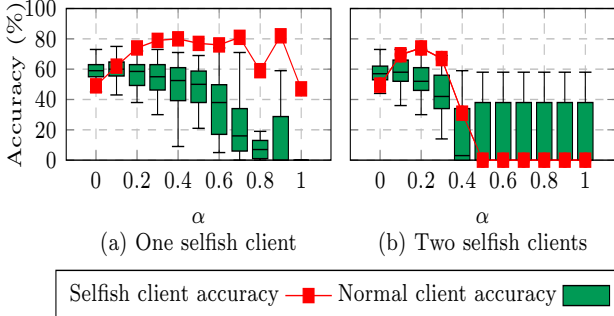 Accuracy (%)
100
80
60
40
20
0
0 0.2 0.4 0.6 0.8 1
α
(a) One selfish client
0 0.2 0.4 0.6 0.8 1
α
(b) Two selfish clients
Selfish client accuracy Normal client accuracy